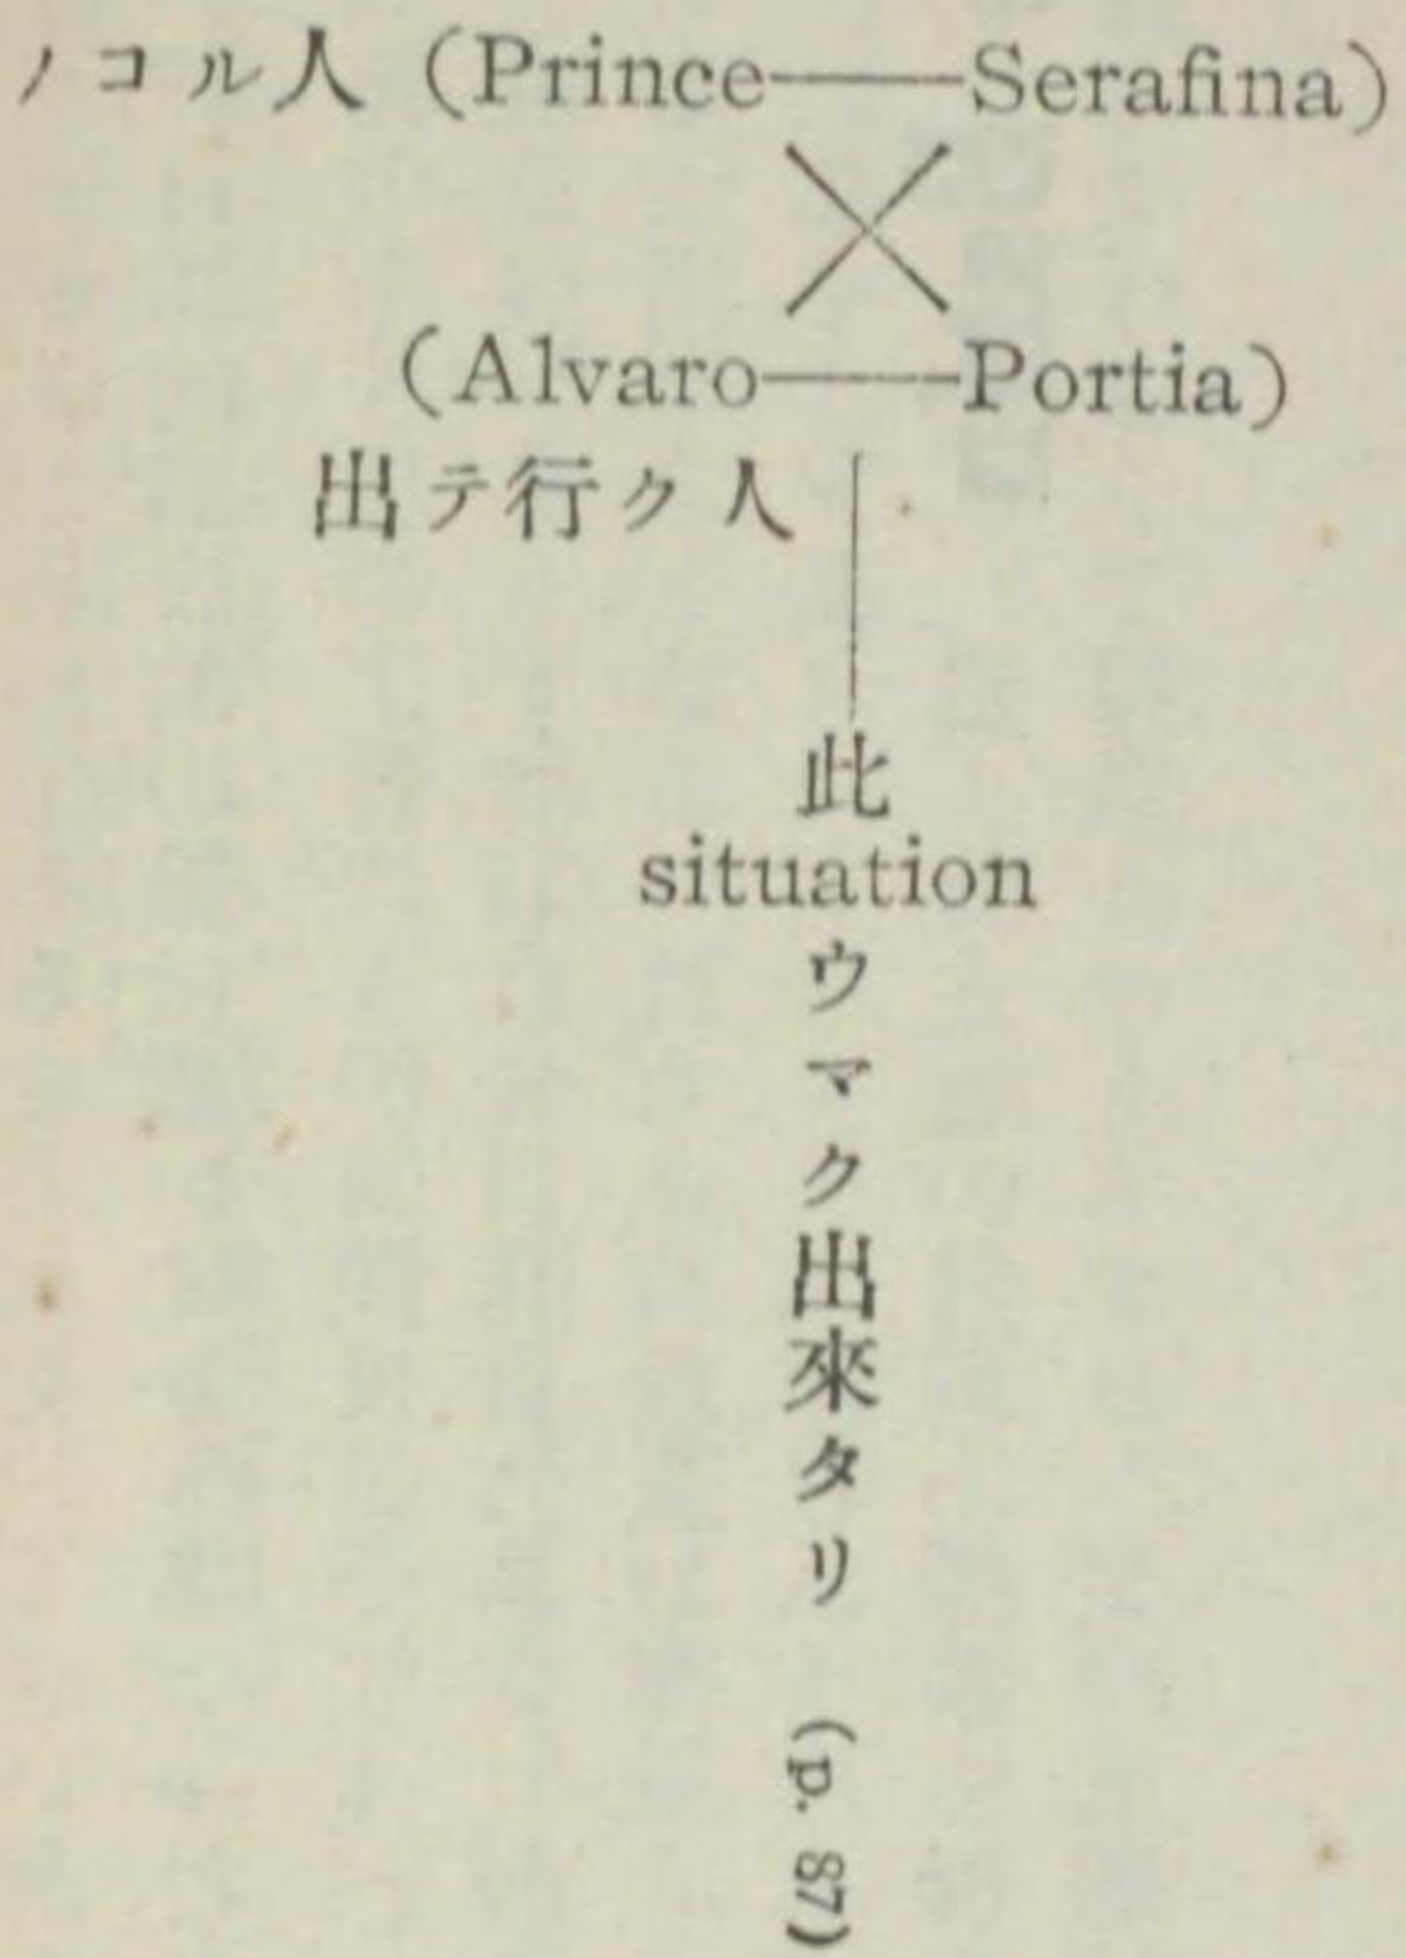 ノコル人 (Prince——Serafina)
(Alvaro——Portia)
出テ行ク人
此
situation
ウマク出來タリ (p. 87)